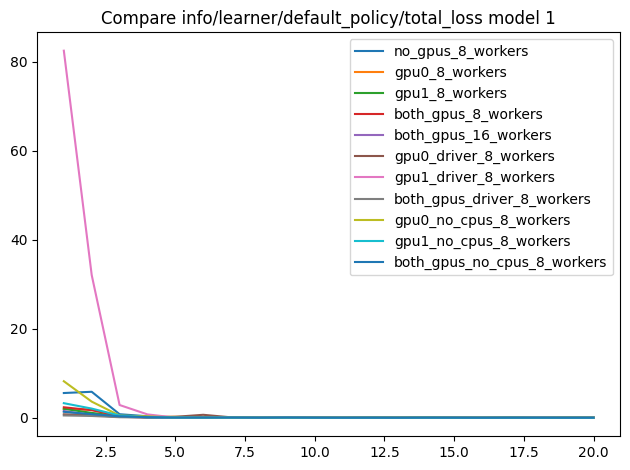 Compare info/learner/default_policy/total_loss model 1
80
60
40
20
0
no_gpus_8_workers
gpu0_8_workers
gpu1_8_workers
both_gpus_8_workers
both_gpus_16_workers
gpu0_driver_8_workers
gpu1_driver_8_workers
both_gpus_driver_8_workers
gpu0_no_cpus_8_workers
gpu1_no_cpus_8_workers
both_gpus_no_cpus_8_workers
2.5 5.0 7.5 10.0 12.5 15.0 17.5 20.0